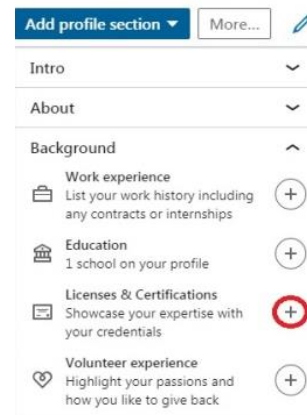 Add profile section More...
Intro
About
Background
Work experience
List your work history including
any contracts or internships
Education
1 school on your profile
Licenses & Certifications
Showcase your expertise with
your credentials
Volunteer experience
Highlight your passions and
how you like to give back